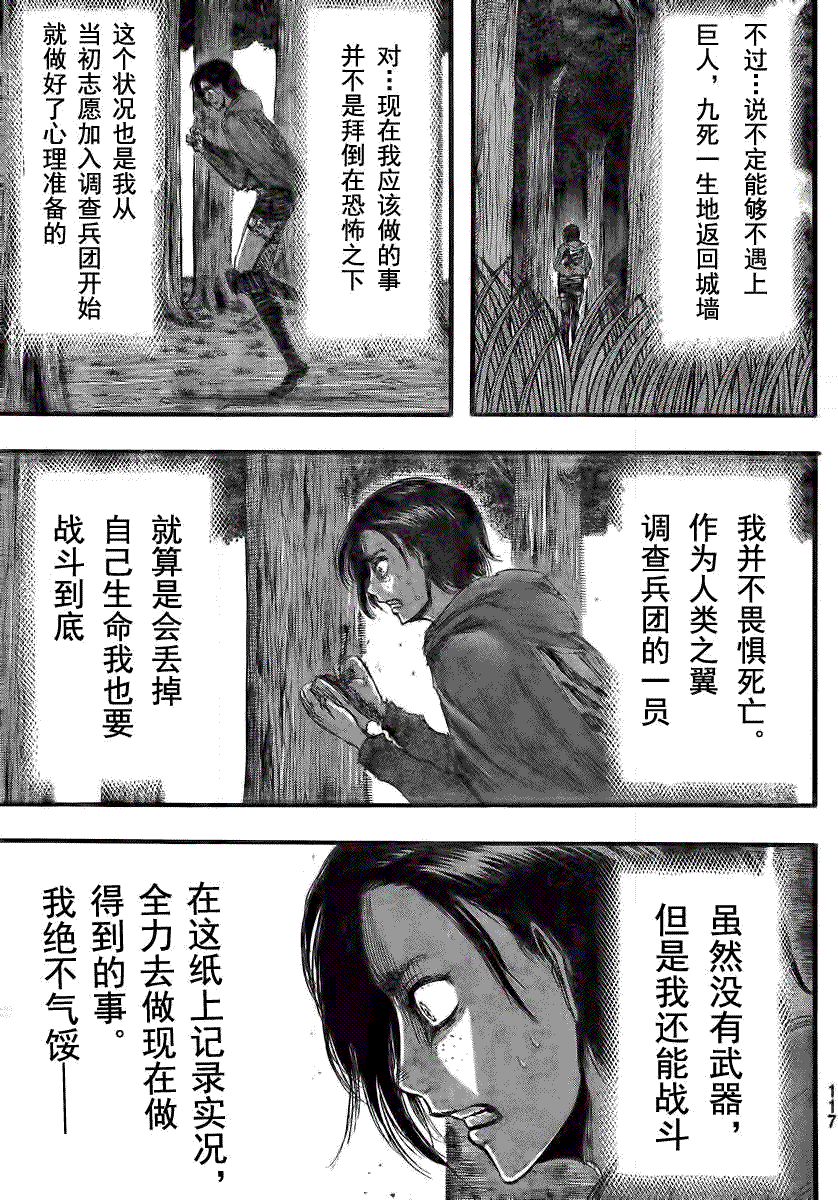 不过…说不定能够不遇上
巨人，九死一生地返回城墙
对…现在我应该做的事
并不是拜倒在恐怖之下
这个状况也是我从
当初志愿加入调查兵团开始
就做好了心理准备的
我并不畏惧死亡。
作为人类之翼
调查兵团的一员
就算是会丢掉
自己生命我也要
战斗到底
虽然没有武器，
但是我还能战斗
在这纸上记录实况，
全力去做现在做
得到的事。
我绝不气馁——
117